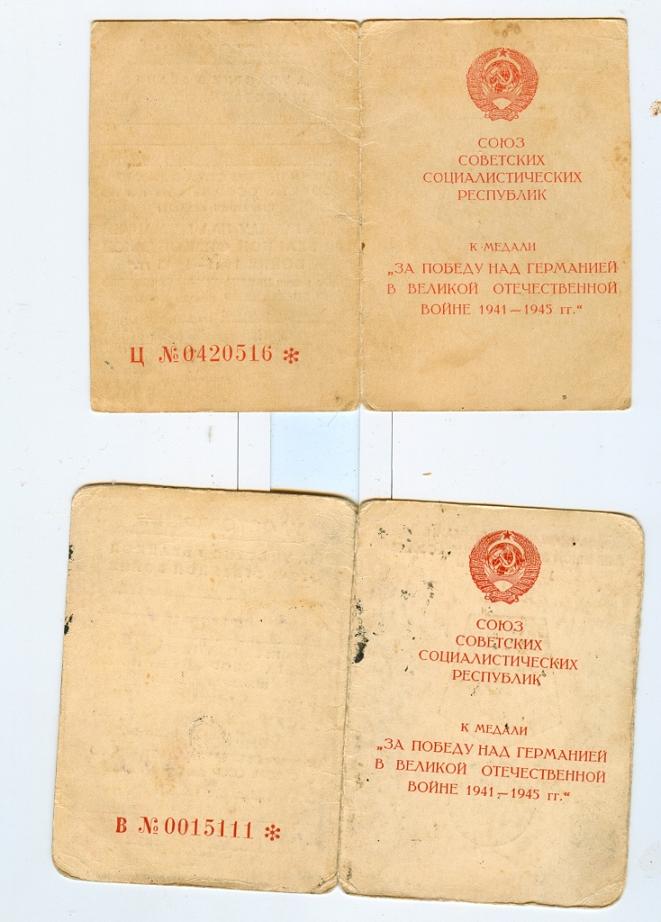 СОЮЗ
СОВЕТСКИХ
СОЦИАЛИСТИЧЕСКИХ
РЕСПУБЛИК
К МЕДАЛИ
„ЗА ПОБЕДУ НАД ГЕРМАНИЕЙ
В ВЕЛИКОЙ ОТЕЧЕСТВЕННОЙ
ВОЙНЕ 1941—1945 гг.“
Ц №0420516 *
СОЮЗ
СОВЕТСКИХ
СОЦИАЛИСТИЧЕСКИХ
РЕСПУБЛИК
К МЕДАЛИ
„ЗА ПОБЕДУ НАД ГЕРМАНИЕЙ
В ВЕЛИКОЙ ОТЕЧЕСТВЕННОЙ
ВОЙНЕ 1941—1945 гг.“
В №0015111 *